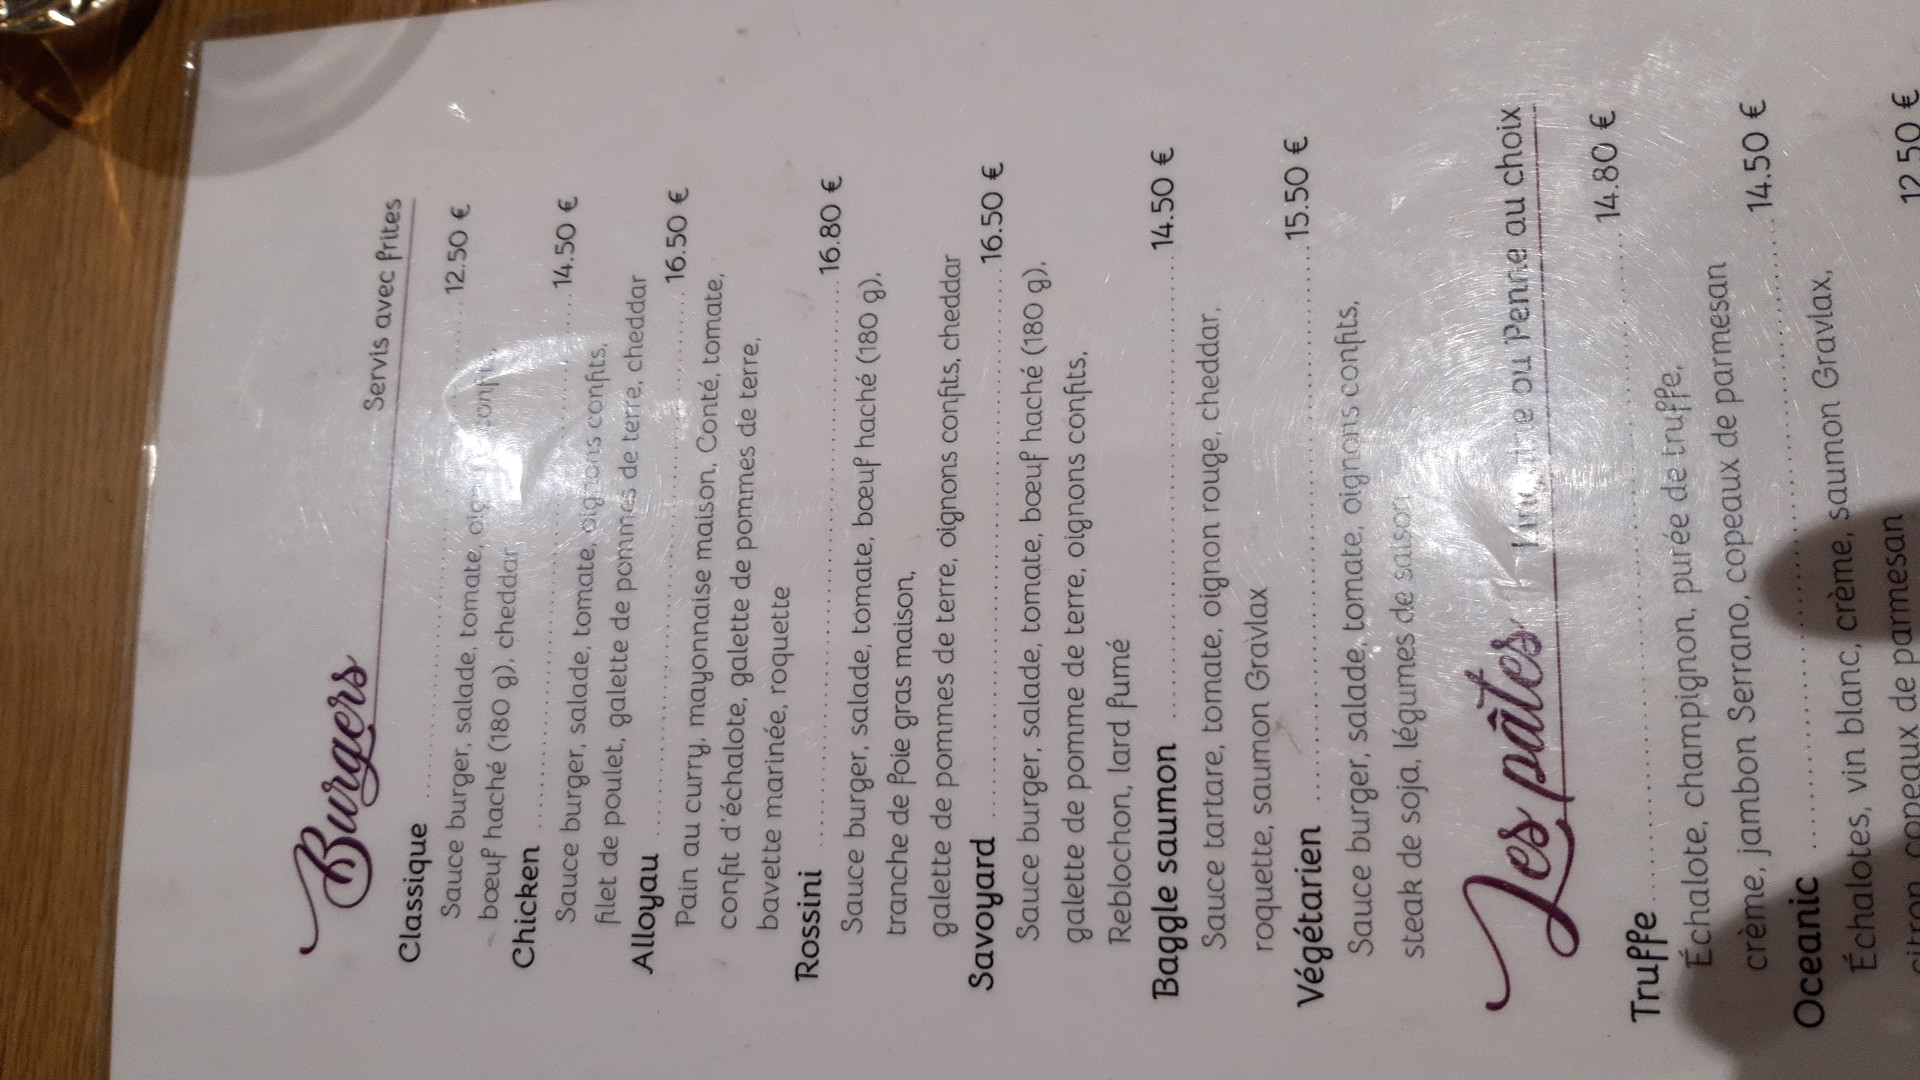 Burgers Servis avec frites
Classique 12.50 €
Sauce burger, salade, tomate, oignons confits,
bœuf haché (180 g), cheddar
Chicken 14.50 €
Sauce burger, salade, tomate, oignons confits,
filet de poulet, galette de pommes de terre, cheddar
Alloyau 16.50 €
Pain au curry, mayonnaise maison, Conté, tomate,
confit d'échalote, galette de pommes de terre,
bavette marinée, roquette
Rossini 16.80 €
Sauce burger, salade, tomate, bœuf haché (180 g),
tranche de foie gras maison,
galette de pommes de terre, oignons confits, cheddar
Savoyard 16.50 €
Sauce burger, salade, tomate, bœuf haché (180 g),
galette de pomme de terre, oignons confits,
Reblochon, lard fumé
Baggle saumon 14.50 €
Sauce tartare, tomate, oignon rouge, cheddar,
roquette, saumon Gravlax
Végétarien 15.50 €
Sauce burger, salade, tomate, oignons confits,
steak de soja, légumes de saison
Les pâtes ou Penne au choix
Truffe 14.80 €
Échalote, champignon, purée de truffe,
crème, jambon Serrano, copeaux de parmesan
Oceanic 14.50 €
Échalotes, vin blanc, crème, saumon Gravlax,
citron, copeaux de parmesan
12.50 €